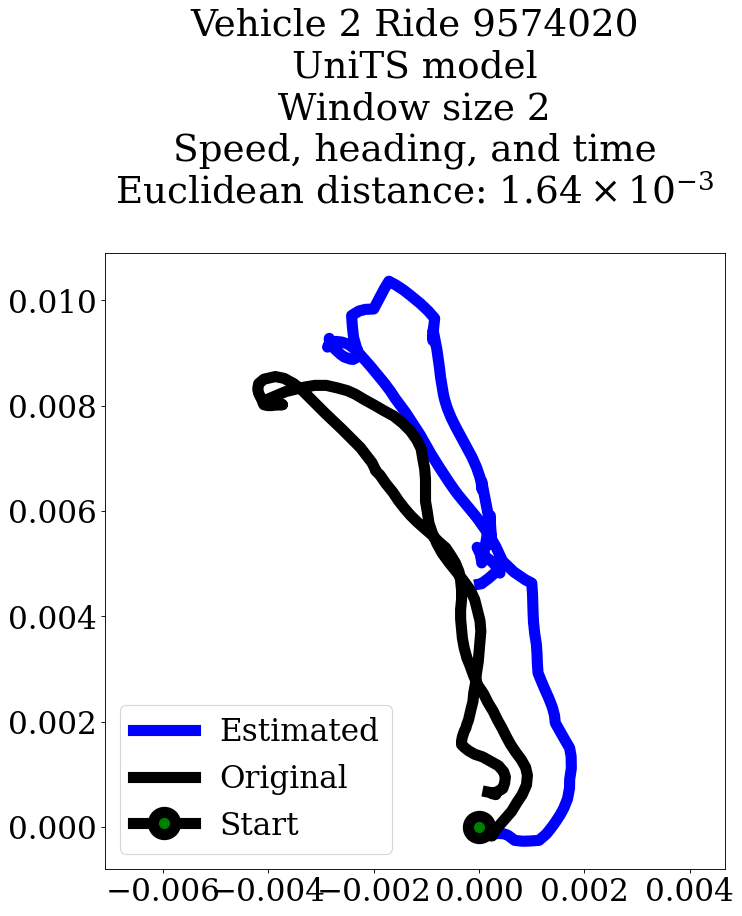 Vehicle 2 Ride 9574020
UniTS model
Window size 2
Speed, heading, and time
Euclidean distance: 1.64 × 10⁻³
0.010
0.008
0.006
0.004
0.002
0.000
Estimated
Original
Start
−0.006 −0.004 −0.002 0.000 0.002 0.004